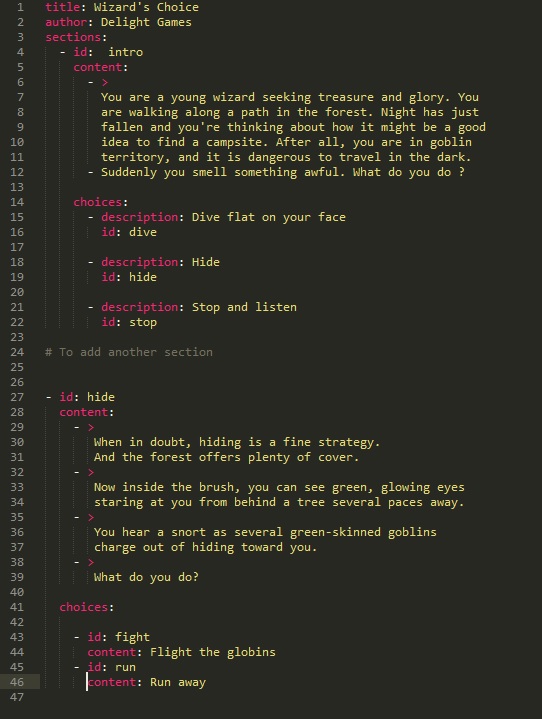 1 title: Wizard's Choice
2 author: Delight Games
3 sections:
4 - id:  intro
5 content:
6 - >
7 You are a young wizard seeking treasure and glory. You
8 are walking along a path in the forest. Night has just
9 fallen and you're thinking about how it might be a good
10 idea to find a campsite. After all, you are in goblin
11 territory, and it is dangerous to travel in the dark.
12 - Suddenly you smell something awful. What do you do ?
13
14 choices:
15 - description: Dive flat on your face
16 id: dive
17
18 - description: Hide
19 id: hide
20
21 - description: Stop and listen
22 id: stop
23
24 # To add another section
25
26
27 - id: hide
28 content:
29 - >
30 When in doubt, hiding is a fine strategy.
31 And the forest offers plenty of cover.
32 - >
33 Now inside the brush, you can see green, glowing eyes
34 staring at you from behind a tree several paces away.
35 - >
36 You hear a snort as several green-skinned goblins
37 charge out of hiding toward you.
38 - >
39 What do you do?
40
41 choices:
42
43 - id: fight
44 content: Flight the globins
45 - id: run
46 content: Run away
47